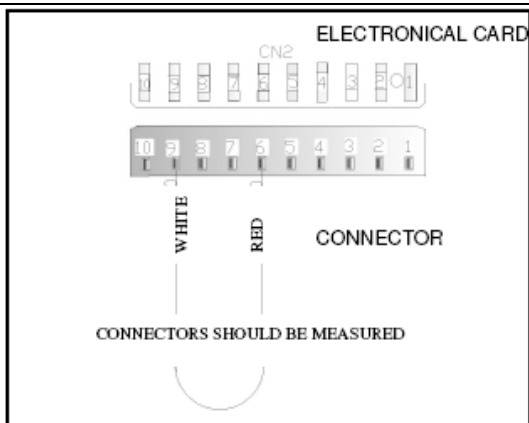 ELECTRONICAL CARD
CN2
10 9 8 7 6 5 4 3 2 1
10 9 8 7 6 5 4 3 2 1
WHITE
RED
CONNECTOR
CONNECTORS SHOULD BE MEASURED